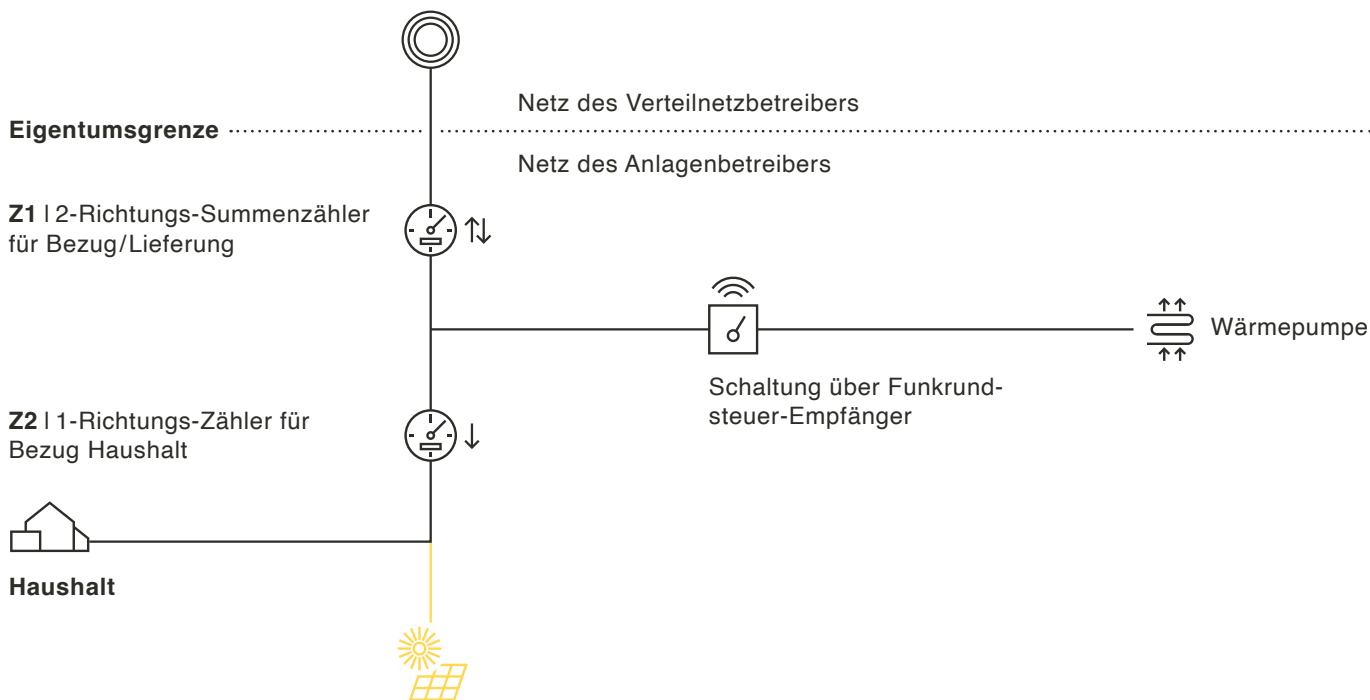 Netz des Verteilnetzbetreibers
Eigentumsgrenze
Netz des Anlagenbetreibers
Z1 | 2-Richtungs-Summenzähler
für Bezug/Lieferung
Wärmepumpe
Schaltung über Funkrund-
steuer-Empfänger
Z2 | 1-Richtungs-Zähler für
Bezug Haushalt
Haushalt